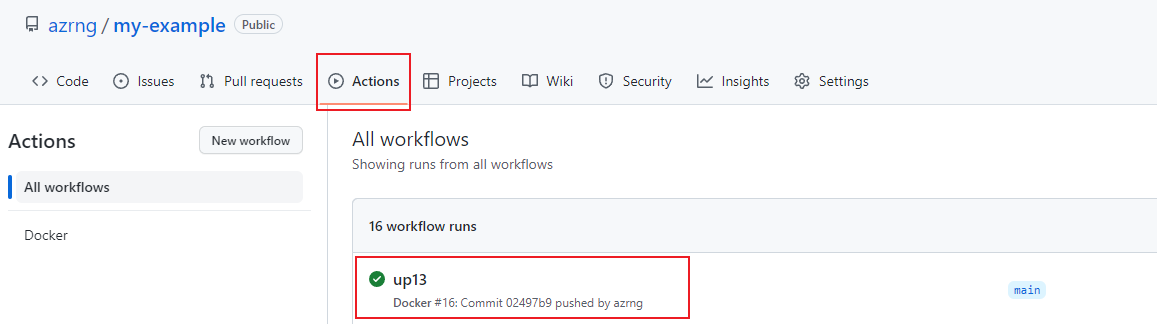 azrng / my-example Public
Code Issues Pull requests Actions Projects Wiki Security Insights Settings
Actions
New workflow
All workflows
Docker
All workflows
Showing runs from all workflows
16 workflow runs
up13
Docker #16: Commit 02497b9 pushed by azrng
main